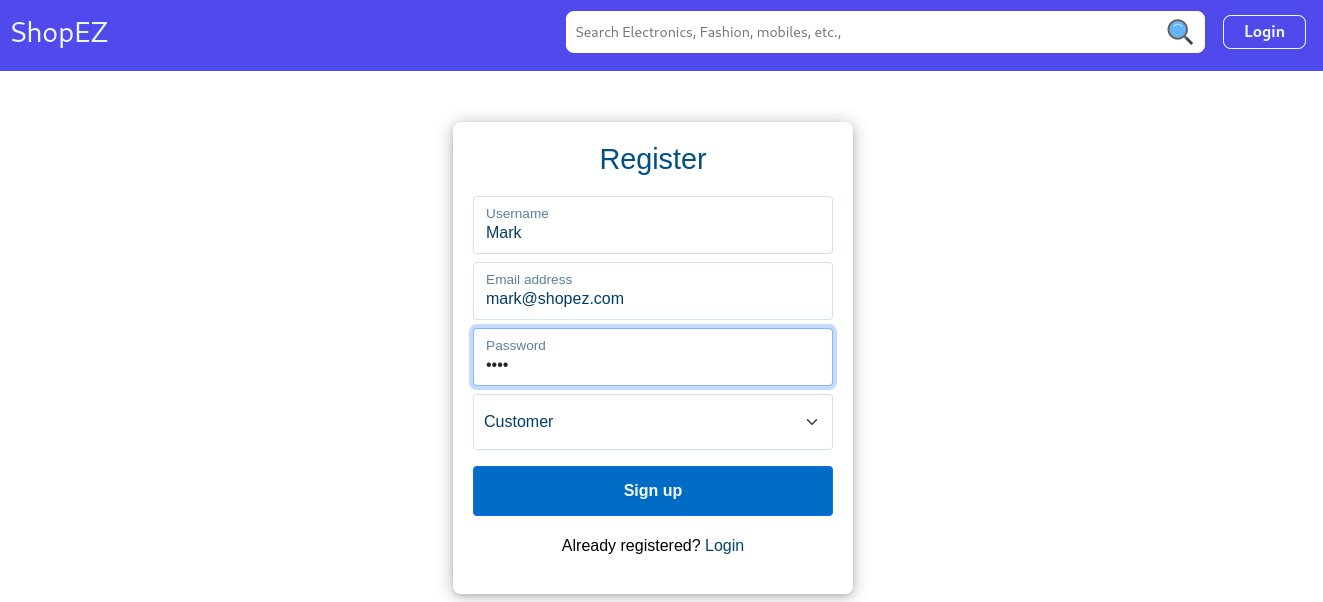 ShopEZ
Search Electronics, Fashion, mobiles, etc.,
Login
Register
Username
Mark
Email address
mark@shopez.com
Password
••••
Customer
Sign up
Already registered? Login